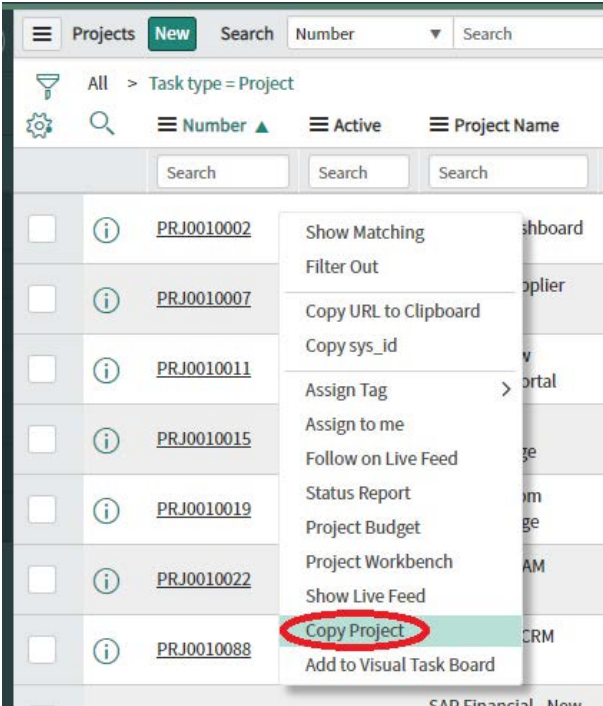 Projects New Search Number Search
All > Task type = Project
Number Active Project Name
Search Search Search
PRJ0010002
shboard
Show Matching
Filter Out
PRJ0010007
pplier
Copy URL to Clipboard
Copy sys_id
PRJ0010011
ortal
Assign Tag
Assign to me
PRJ0010015
Follow on Live Feed
ge
Status Report
PRJ0010019
om
ge
Project Budget
Project Workbench
PRJ0010022
AM
Show Live Feed
Copy Project
PRJ0010088
CRM
Add to Visual Task Board
SAP Financial - New